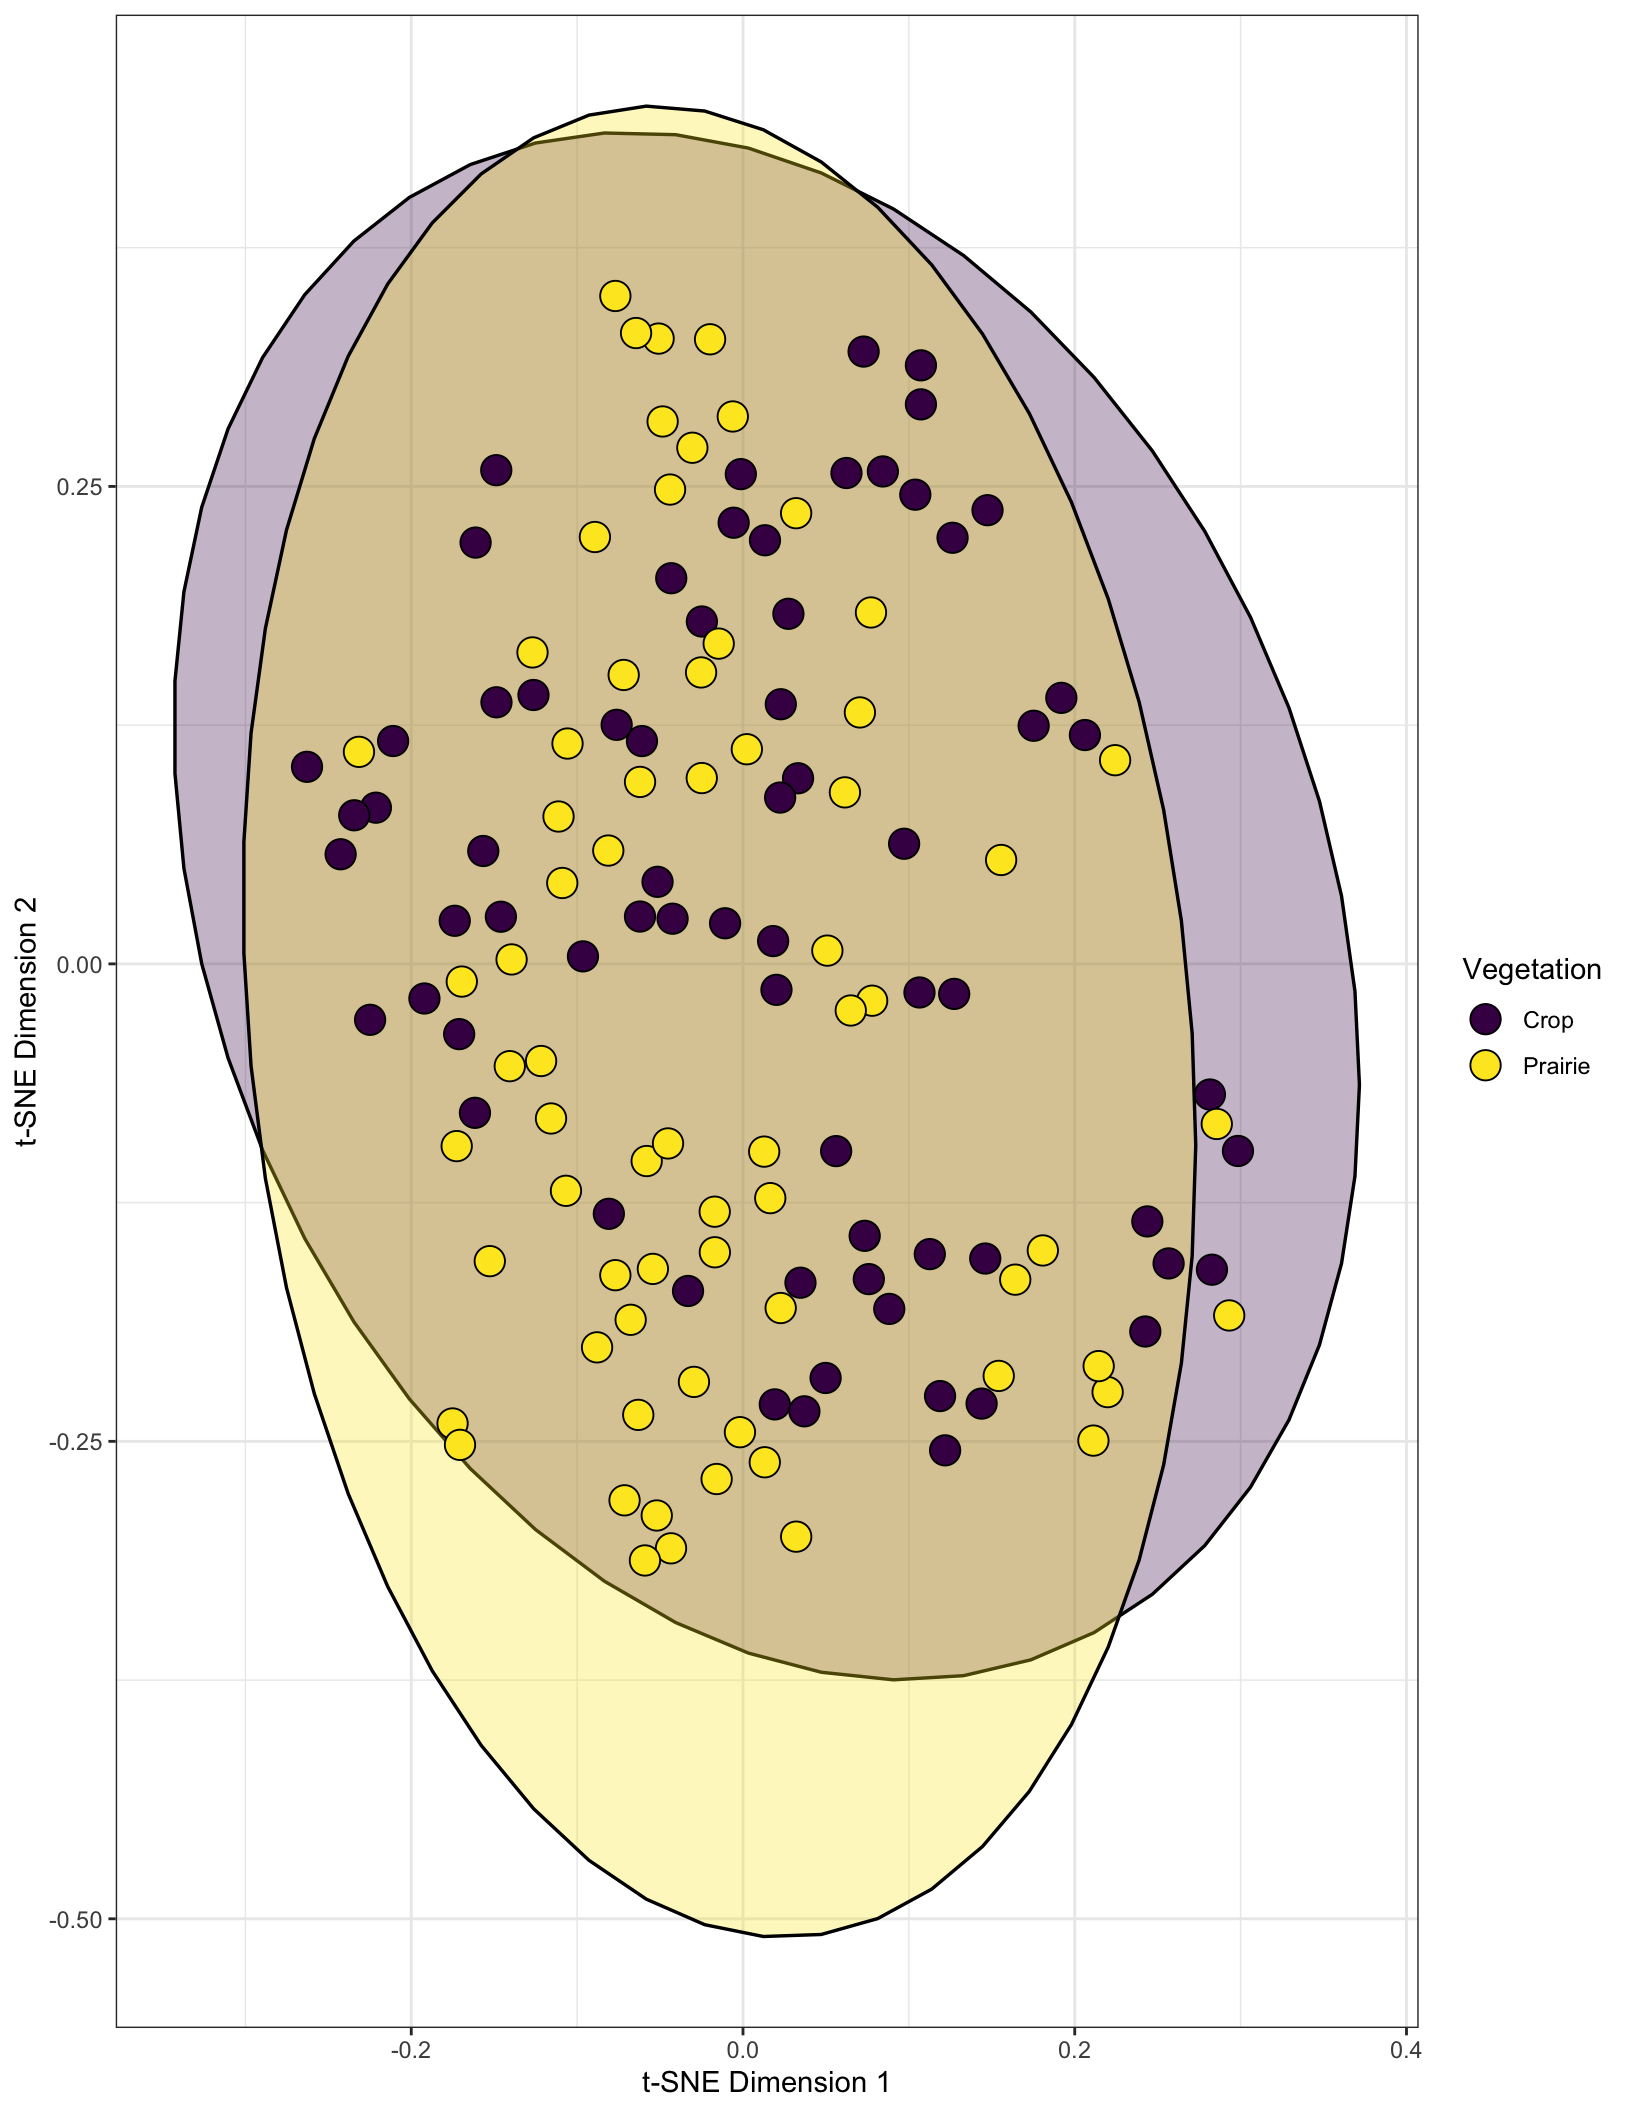 0.25
0.00
-0.25
-0.50
-0.2
0.0
0.2
0.4
t-SNE Dimension 1
t-SNE Dimension 2
Vegetation
Crop
Prairie